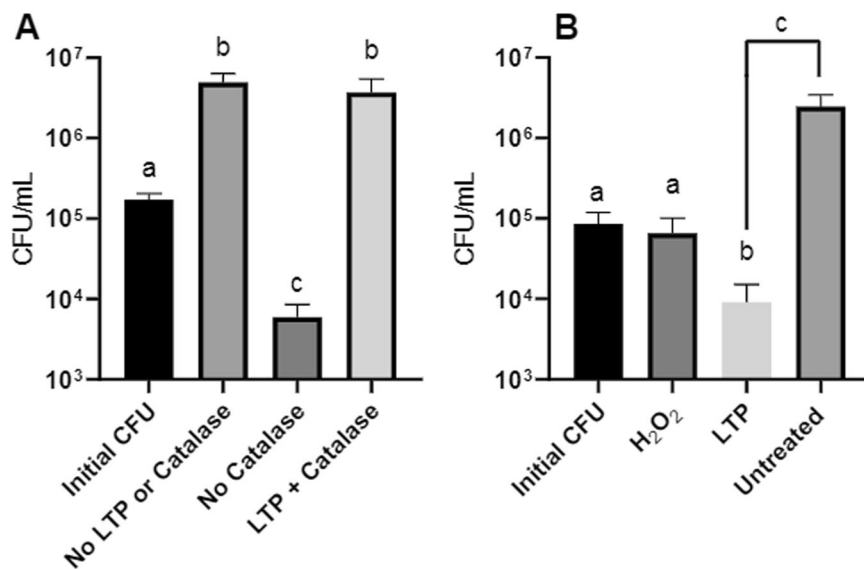 A
CFU/mL
10⁷
10⁶
10⁵
10⁴
10³
a
b
c
b
Initial CFU
No LTP or Catalase
No Catalase
LTP + Catalase
B
CFU/mL
10⁷
10⁶
10⁵
10⁴
10³
a
a
b
c
Initial CFU
H₂O₂
LTP
Untreated